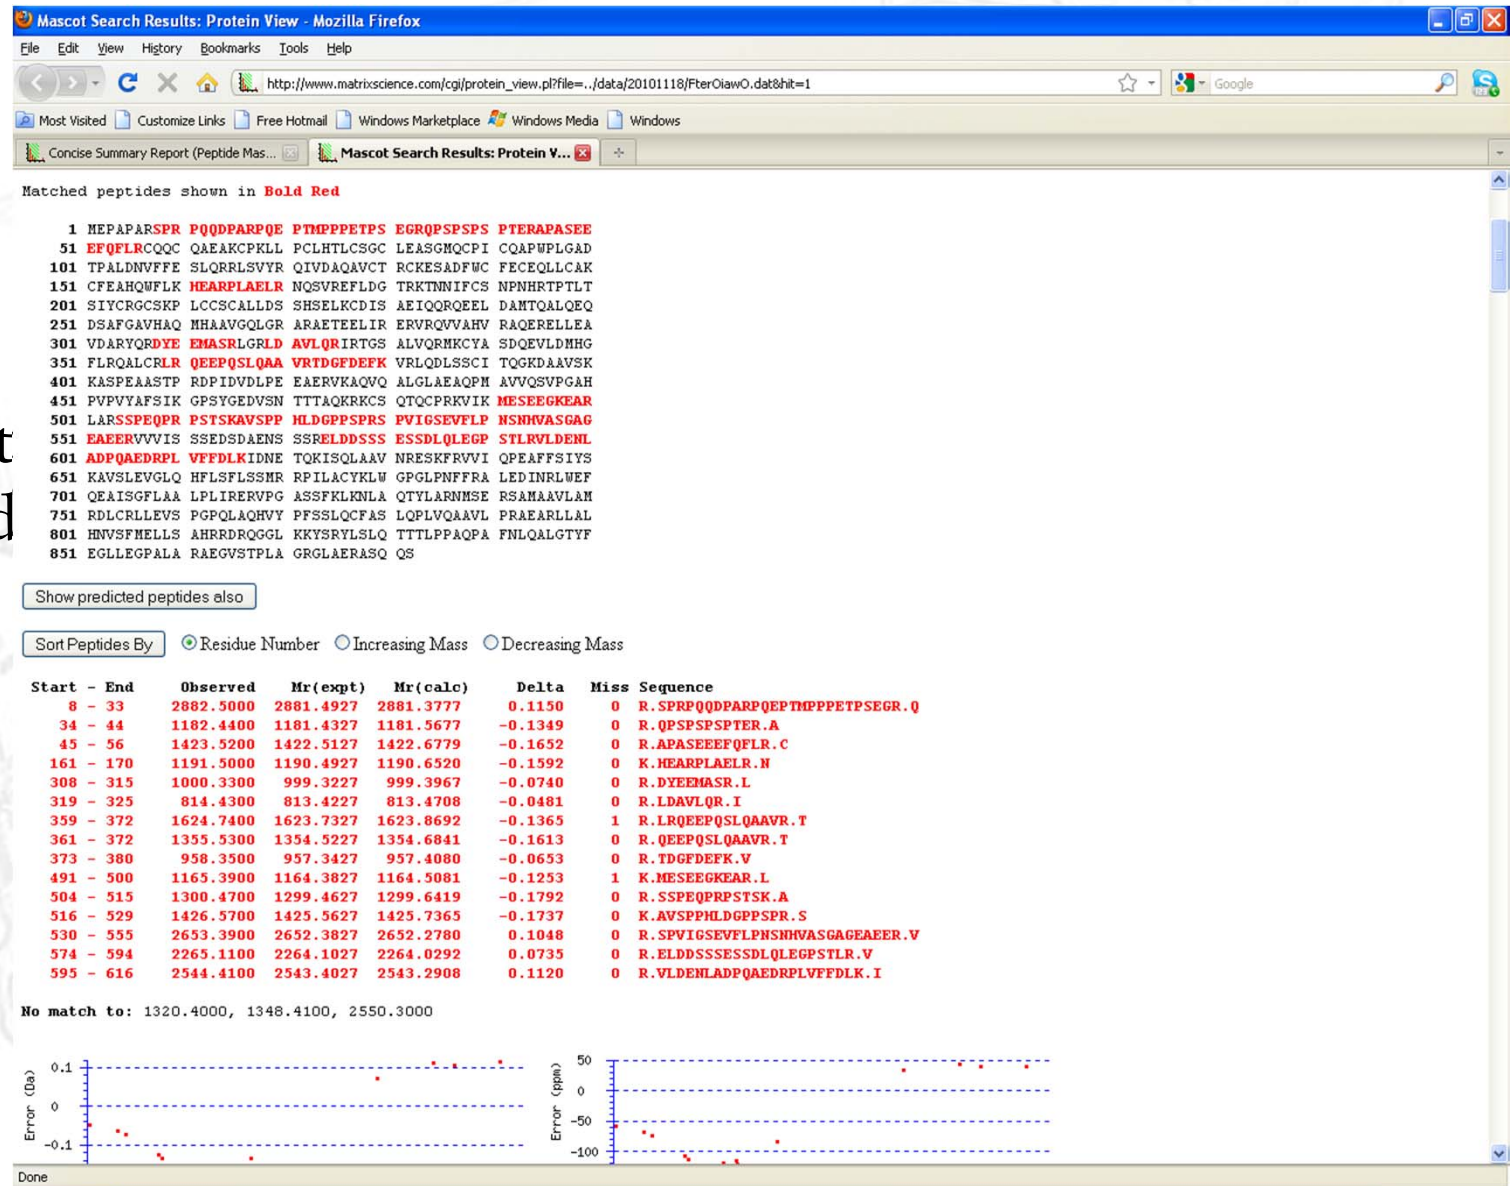 Mascot Search Results: Protein View - Mozilla Firefox
File Edit View History Bookmarks Tools Help
http://www.matrixscience.com/cgi/protein_view.pl?file=../data/20101118/FterOiawO.dat&hit=1
Google
Most Visited Customize Links Free Hotmail Windows Marketplace Windows Media Windows
Concise Summary Report (Peptide Mas... Mascot Search Results: Protein V...
Matched peptides shown in Bold Red
1 MEPAPARSPR PQQDPARPQE PTMPPPETPS EGRQPSPSPS PTERAPASEE
51 EFQFLRCQQC QAEAKCPKLL PCLHTLCSGC LEASGMQCPI CQAPWPLGAD
101 TPALDNVFFE SLQRRLSVYR QIVDAQAVCT RCKESADFWC FECEQLLCAK
151 CFEAHQWFLK HEARPLAELR NQSVREFLDG TRKTNNIFCS NPNHRTPTLT
201 SIYCRGCSKP LCCSCALLDS SHSELKCDIS AEIQQRQEEL DAMTQALQEQ
251 DSAFGAVHAQ MHAAVGQLGR ARAETEELIR ERVRQVVAHV RAQERELLEA
301 VDARYQRDYE EMASRLGRLD AVLQRIRTGS ALVQRMKCYA SDQEVLDMHG
351 FLRQALCRLR QEEPQSLQAA VRTDGFDEFK VRLQDLSSCI TQGKDAAVSK
401 KASPEAASTP RDPIDVDLPE EAERVKAQVQ ALGLAEAQPM AVVQSVPGAH
451 PVPVYAFSIK GPSYGEDVSN TTTAQKRKCS QTQCPRKVIK MESEEGKEAR
501 LARSSPEQPR PSTSKAVSPP HLDGPPSPRS PVIGSEVFLP NSNHVASGAG
551 EAEERVVVIS SSEDSDAENS SSRELDDSSS ESSDLQLEGP STLRVLDENL
601 ADPQAEDRPL VFFDLKIDNE TQKISQLAAV NRESKFRVVI QPEAFFSIYS
651 KAVSLEVGLQ HFLSFLSSMR RPILACYKLW GPGLPNFFRA LEDINRLWEF
701 QEAISGFLAA LPLIRERVPG ASSFKLKNLA QTYLARNMSE RSAMAAVLAM
751 RDLCRLLEVS PGPQLAQHVY PFSSLQCFAS LQPLVQAAVL PRAEARLLAL
801 HNVSFMELLS AHRRDRQGGL KKYSRYLSLQ TTTLPPAQPA FNLQALGTYF
851 EGLLEGPALA RAEGVSTPLA GRGLAERASQ QS
t
d
Show predicted peptides also
Sort Peptides By Residue Number Increasing Mass Decreasing Mass
Start - End Observed Mr(expt) Mr(calc) Delta Miss Sequence
8 - 33 2882.5000 2881.4927 2881.3777 0.1150 0 R.SPRPQQDPARPQEPTMPPPETPSEGR.Q
34 - 44 1182.4400 1181.4327 1181.5677 -0.1349 0 R.QPSPSPSPTER.A
45 - 56 1423.5200 1422.5127 1422.6779 -0.1652 0 R.APASEEEFQFLR.C
161 - 170 1191.5000 1190.4927 1190.6520 -0.1592 0 K.HEARPLAELR.N
308 - 315 1000.3300 999.3227 999.3967 -0.0740 0 R.DYEEMASR.L
319 - 325 814.4300 813.4227 813.4708 -0.0481 0 R.LDAVLQR.I
359 - 372 1624.7400 1623.7327 1623.8692 -0.1365 1 R.LRQEEPQSLQAAVR.T
361 - 372 1355.5300 1354.5227 1354.6841 -0.1613 0 R.QEEPQSLQAAVR.T
373 - 380 958.3500 957.3427 957.4080 -0.0653 0 R.TDGFDEFK.V
491 - 500 1165.3900 1164.3827 1164.5081 -0.1253 1 K.MESEEGKEAR.L
504 - 515 1300.4700 1299.4627 1299.6419 -0.1792 0 R.SSPEQPRPSTSK.A
516 - 529 1426.5700 1425.5627 1425.7365 -0.1737 0 K.AVSPPHLDGPPSPR.S
530 - 555 2653.3900 2652.3827 2652.2780 0.1048 0 R.SPVIGSEVFLPNSNHVASGAGEAEER.V
574 - 594 2265.1100 2264.1027 2264.0292 0.0735 0 R.ELDDSSSESSDLQLEGPSTLR.V
595 - 616 2544.4100 2543.4027 2543.2908 0.1120 0 R.VLDENLADPQAEDRPLVFFDLK.I
No match to: 1320.4000, 1348.4100, 2550.3000
Error (Da)
0.1
0
-0.1
Error (ppm)
50
0
-50
-100
Done